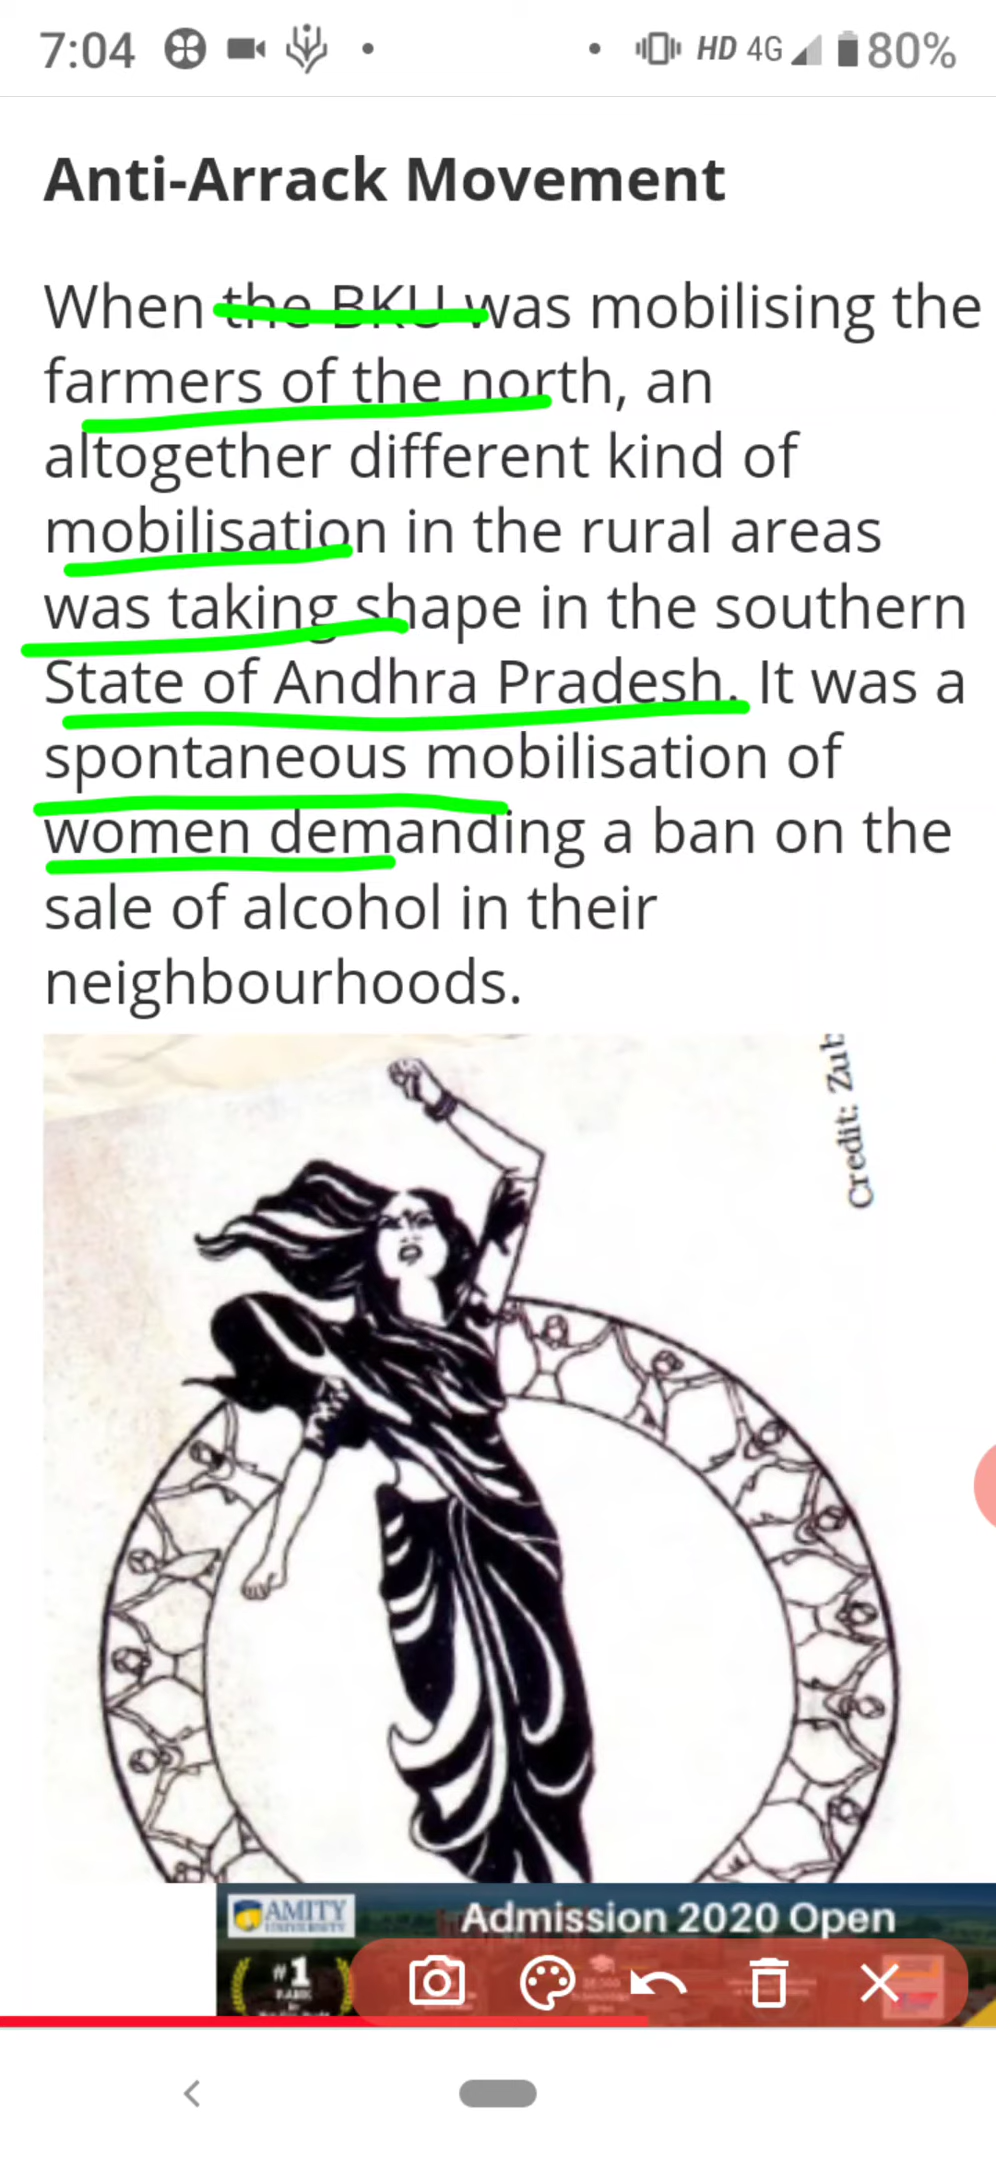 7:04
HD 4G 80%
Anti-Arrack Movement
When the BKU was mobilising the
farmers of the north, an
altogether different kind of
mobilisation in the rural areas
was taking shape in the southern
State of Andhra Pradesh. It was a
spontaneous mobilisation of
women demanding a ban on the
sale of alcohol in their
neighbourhoods.
Credit: Zub
AMITY
UNIVERSITY
Admission 2020 Open
#1